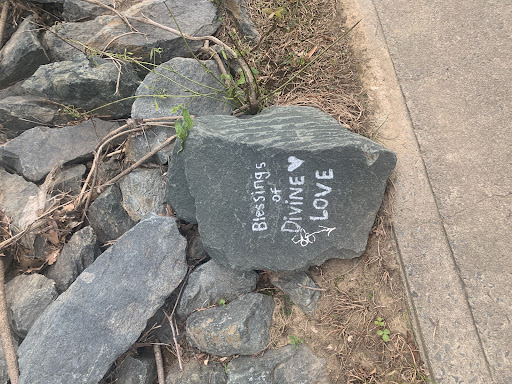 Blessings
of
DIVINE
LOVE